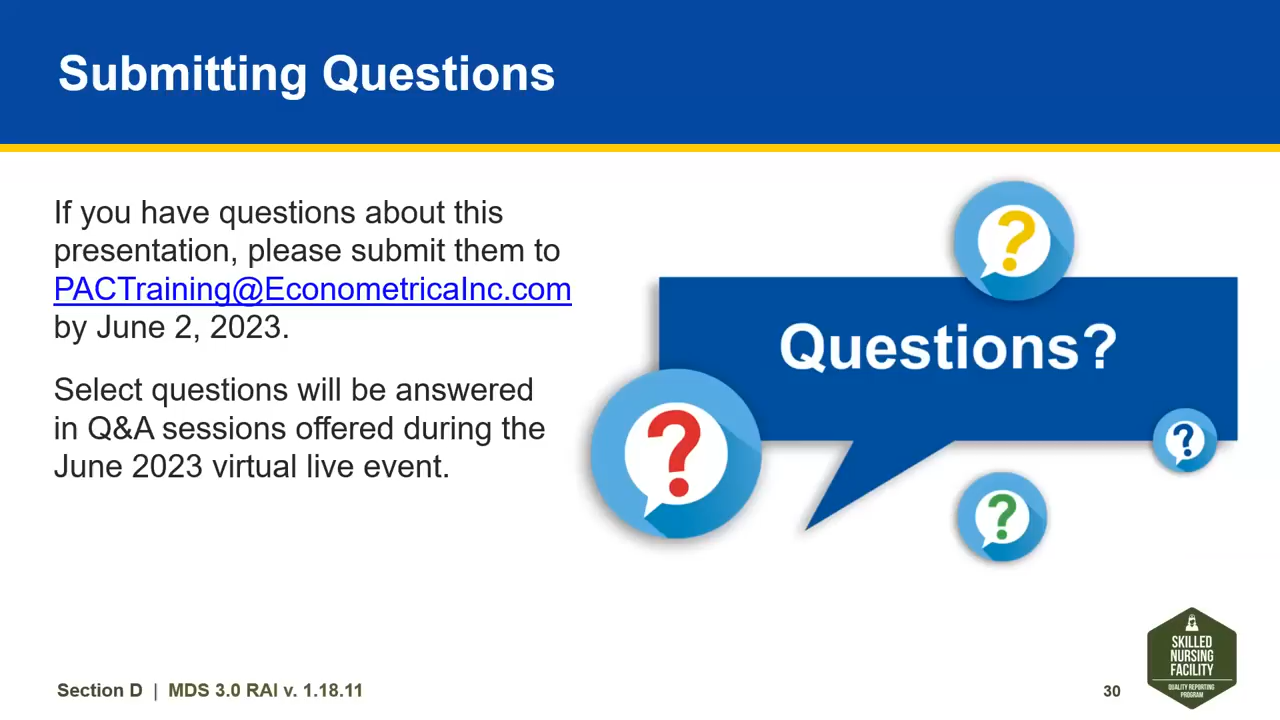 Submitting Questions
If you have questions about this
presentation, please submit them to
PACTraining@EconometricaInc.com
by June 2, 2023.
Select questions will be answered
in Q&A sessions offered during the
June 2023 virtual live event.
?
Questions?
?
?
?
Section D | MDS 3.0 RAI v. 1.18.11
30
SKILLED
NURSING
FACILITY
QUALITY REPORTING
PROGRAM